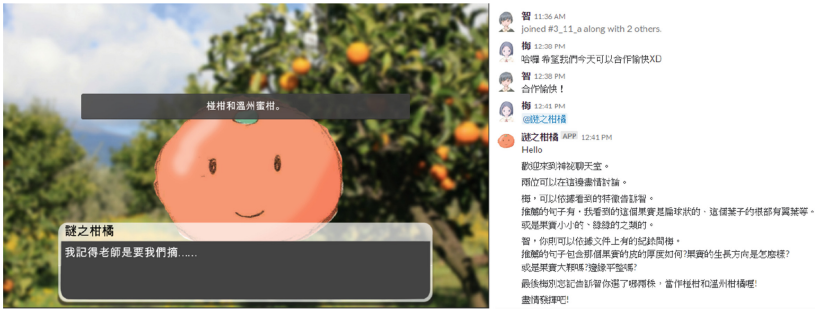 椪柑和溫州蜜柑。
謎之柑橘
我記得老師是要我們摘……
智 11:36 AM
joined #3_11_a along with 2 others.
梅 12:38 PM
哈囉 希望我們今天可以合作愉快XD
智 12:38 PM
合作愉快！
梅 12:41 PM
@謎之柑橘
謎之柑橘 APP 12:41 PM
Hello
歡迎來到神祕聊天室。
兩位可以在這邊盡情討論。
梅，可以依據看到的特徵告訴智。
推薦的句子有，我看到的這個果實是扁球狀的、這個葉子的根部有翼葉等。
或是果實小小的、綠綠的之類的。
智，你則可以依據文件上有的紀錄問梅。
推薦的句子包含那個果實的皮的厚度如何?果實的生長方向是怎麼樣?
或是果實大顆嗎?邊緣平整嗎?
最後梅別忘記告訴智你選了哪兩株，當作椪柑和溫州柑橘喔!
盡情發揮吧!